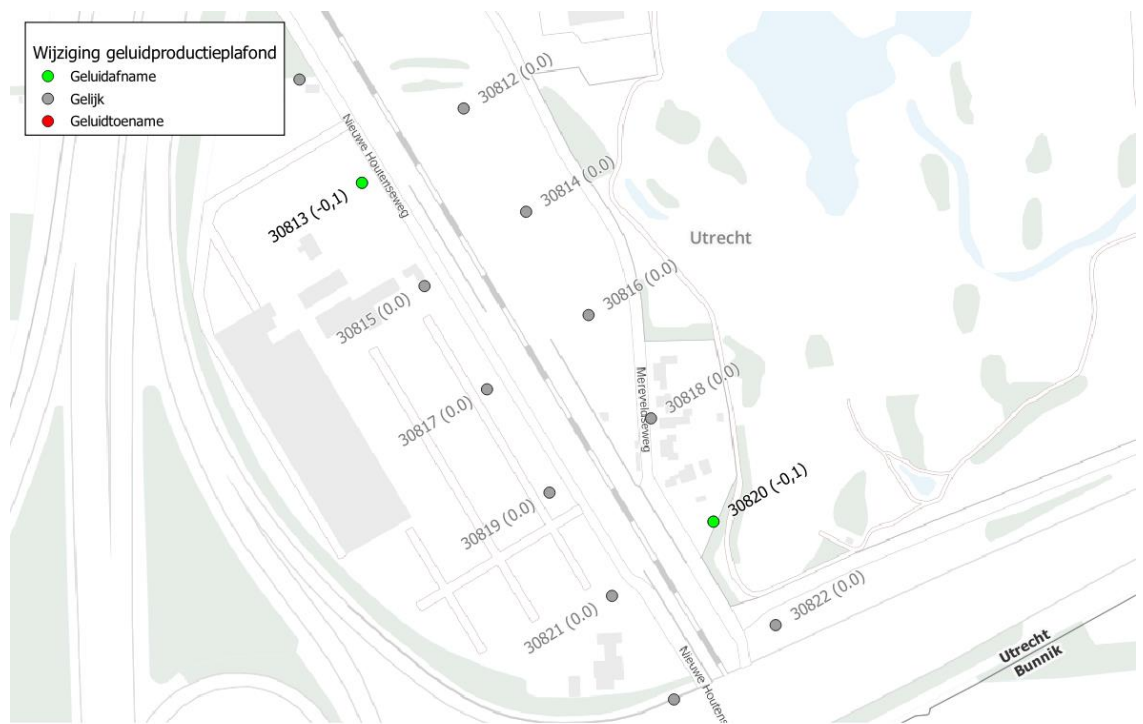 Wijziging geluidproductieplafond
Geluidafname
Gelijk
Geluidtoename
30812 (0.0)
Nieuwe Houtenseweg
30814 (0.0)
30813 (-0,1)
Utrecht
30816 (0.0)
30815 (0.0)
Mereveldseweg
30818 (0.0)
30817 (0.0)
30820 (-0,1)
30819 (0.0)
30822 (0.0)
30821 (0.0)
Utrecht
Bunnik
Nieuwe Houtens